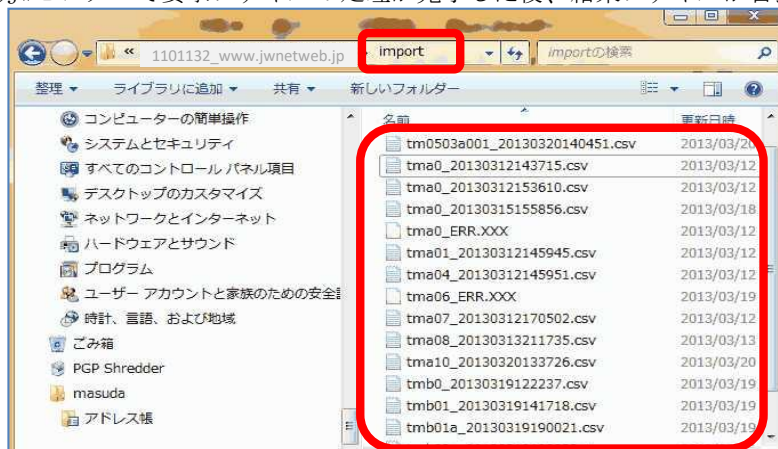 « 1101132_www.jwnetweb.jp import importの検索
整理 ライブラリに追加 共有 新しいフォルダー
名前 更新日時
コンピューターの簡単操作
システムとセキュリティ
すべてのコントロール パネル項目
デスクトップのカスタマイズ
ネットワークとインターネット
ハードウェアとサウンド
プログラム
ユーザー アカウントと家族のための安全
時計、言語、および地域
ごみ箱
PGP Shredder
masuda
アドレス帳
tm0503a001_20130320140451.csv 2013/03/20
tma0_20130312143715.csv 2013/03/12
tma0_20130312153610.csv 2013/03/12
tma0_20130315155856.csv 2013/03/18
tma0_ERR.XXX 2013/03/12
tma01_20130312145945.csv 2013/03/12
tma04_20130312145951.csv 2013/03/12
tma06_ERR.XXX 2013/03/19
tma07_20130312170502.csv 2013/03/12
tma08_20130313211735.csv 2013/03/13
tma10_20130320133726.csv 2013/03/20
tmb0_20130319122237.csv 2013/03/19
tmb01_20130319141718.csv 2013/03/19
tmb01a_20130319190021.csv 2013/03/19